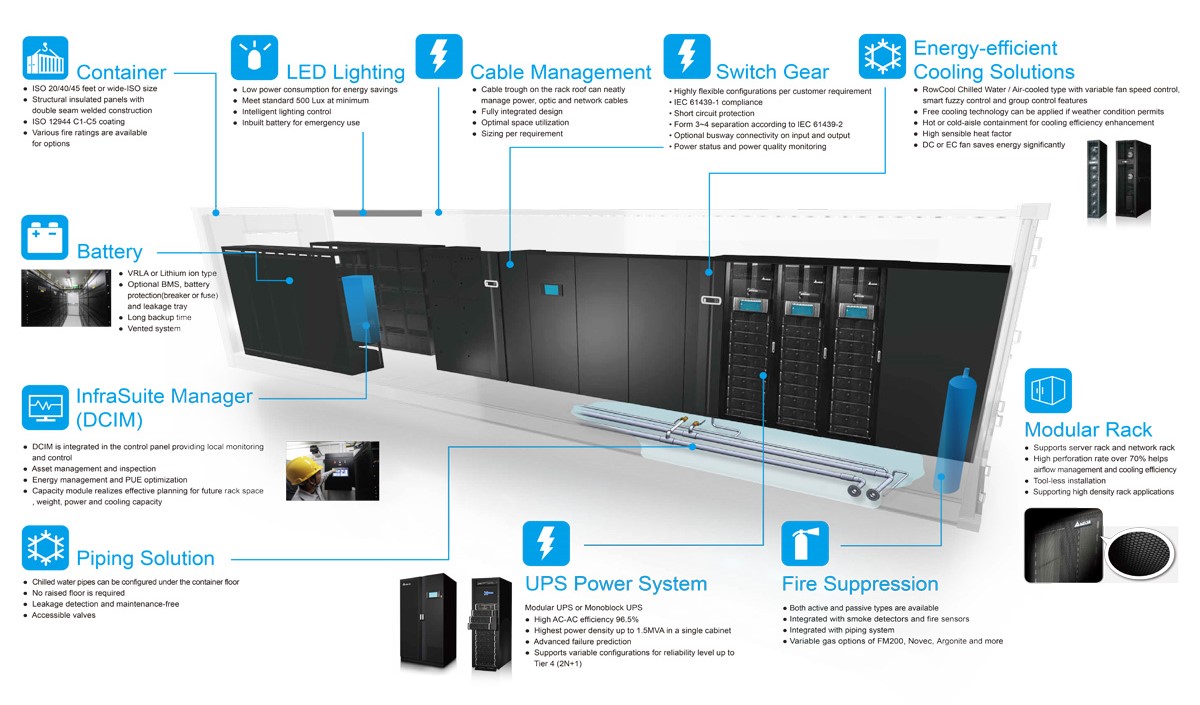 Container
• ISO 20/40/45 feet or wide-ISO size
• Structural insulated panels with
double seam welded construction
• ISO 12944 C1-C5 coating
• Various fire ratings are available
for options
LED Lighting
• Low power consumption for energy savings
• Meet standard 500 Lux at minimum
• Intelligent lighting control
• Inbuilt battery for emergency use
Cable Management
• Cable trough on the rack roof can neatly
manage power, optic and network cables
• Fully integrated design
• Optimal space utilization
• Sizing per requirement
Switch Gear
• Highly flexible configurations per customer requirement
• IEC 61439-1 compliance
• Short circuit protection
• Form 3~4 separation according to IEC 61439-2
• Optional busway connectivity on input and output
• Power status and power quality monitoring
Energy-efficient
Cooling Solutions
• RowCool Chilled Water / Air-cooled type with variable fan speed control,
smart fuzzy control and group control features
• Free cooling technology can be applied if weather condition permits
• Hot or cold-aisle containment for cooling efficiency enhancement
• High sensible heat factor
• DC or EC fan saves energy significantly
Battery
• VRLA or Lithium ion type
• Optional BMS, battery
protection(breaker or fuse)
and leakage tray
• Long backup time
• Vented system
InfraSuite Manager
(DCIM)
• DCIM is integrated in the control panel providing local monitoring
and control
• Asset management and inspection
• Energy management and PUE optimization
• Capacity module realizes effective planning for future rack space
, weight, power and cooling capacity
Modular Rack
• Supports server rack and network rack
• High perforation rate over 70% helps
airflow management and cooling efficiency
• Tool-less installation
• Supporting high density rack applications
Piping Solution
• Chilled water pipes can be configured under the container floor
• No raised floor is required
• Leakage detection and maintenance-free
• Accessible valves
UPS Power System
Modular UPS or Monoblock UPS
• High AC-AC efficiency 96.5%
• Highest power density up to 1.5MVA in a single cabinet
• Advanced failure prediction
• Supports variable configurations for reliability level up to
Tier 4 (2N+1)
Fire Suppression
• Both active and passive types are available
• Integrated with smoke detectors and fire sensors
• Integrated with piping system
• Variable gas options of FM200, Novec, Argonite and more